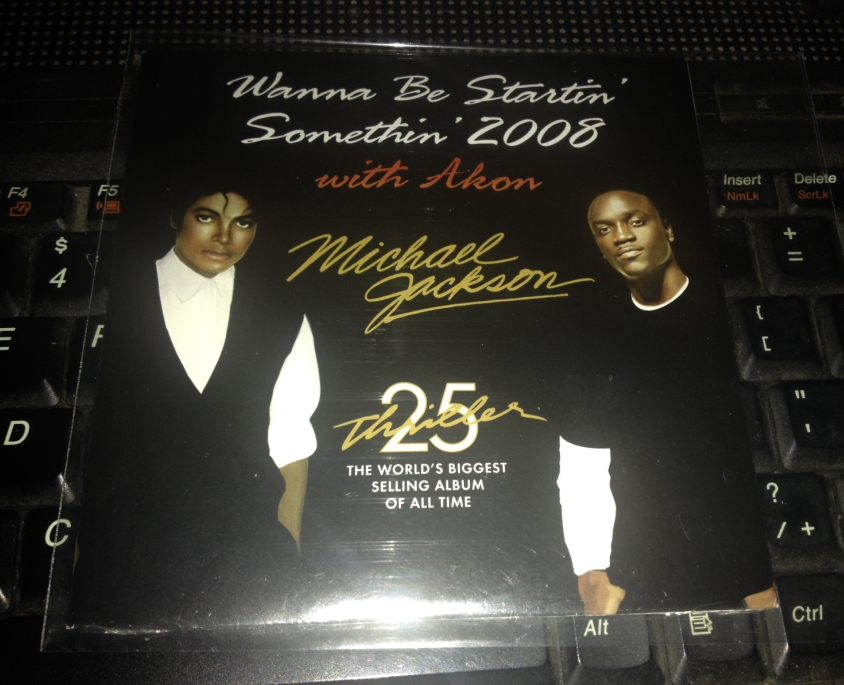 Wanna Be Startin'
Somethin' 2008
with Akon
Michael
Jackson
25
Thriller
THE WORLD'S BIGGEST
SELLING ALBUM
OF ALL TIME
F4
F5
Insert
NmLk
Delete
ScrLk
$
4
+
=
E
F
{
[
D
"
'
C
?
/ +
Alt
Ctrl